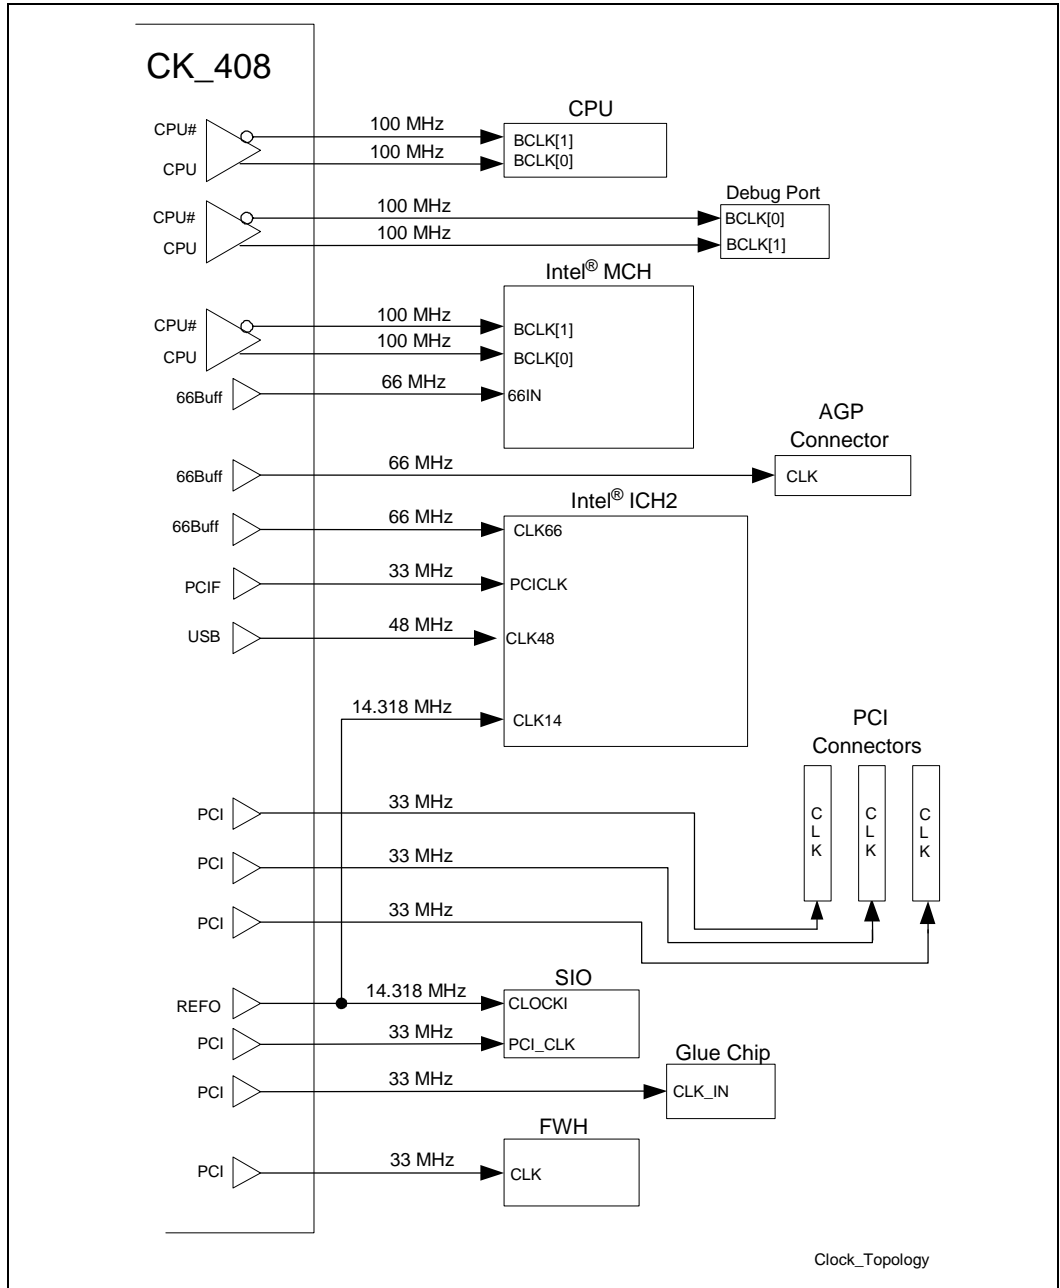 CK_408
CPU
CPU#
100 MHz
BCLK[1]
CPU
100 MHz
BCLK[0]
Debug Port
CPU#
100 MHz
BCLK[0]
CPU
100 MHz
BCLK[1]
Intel® MCH
CPU#
100 MHz
BCLK[1]
CPU
100 MHz
BCLK[0]
66Buff
66 MHz
66IN
AGP
Connector
66Buff
66 MHz
CLK
Intel® ICH2
66Buff
66 MHz
CLK66
PCIF
33 MHz
PCICLK
USB
48 MHz
CLK48
14.318 MHz
CLK14
PCI
Connectors
PCI
33 MHz
CLK
CLK
CLK
PCI
33 MHz
PCI
33 MHz
SIO
REFO
14.318 MHz
CLOCKI
PCI
33 MHz
PCI_CLK
Glue Chip
PCI
33 MHz
CLK_IN
FWH
PCI
33 MHz
CLK
Clock_Topology